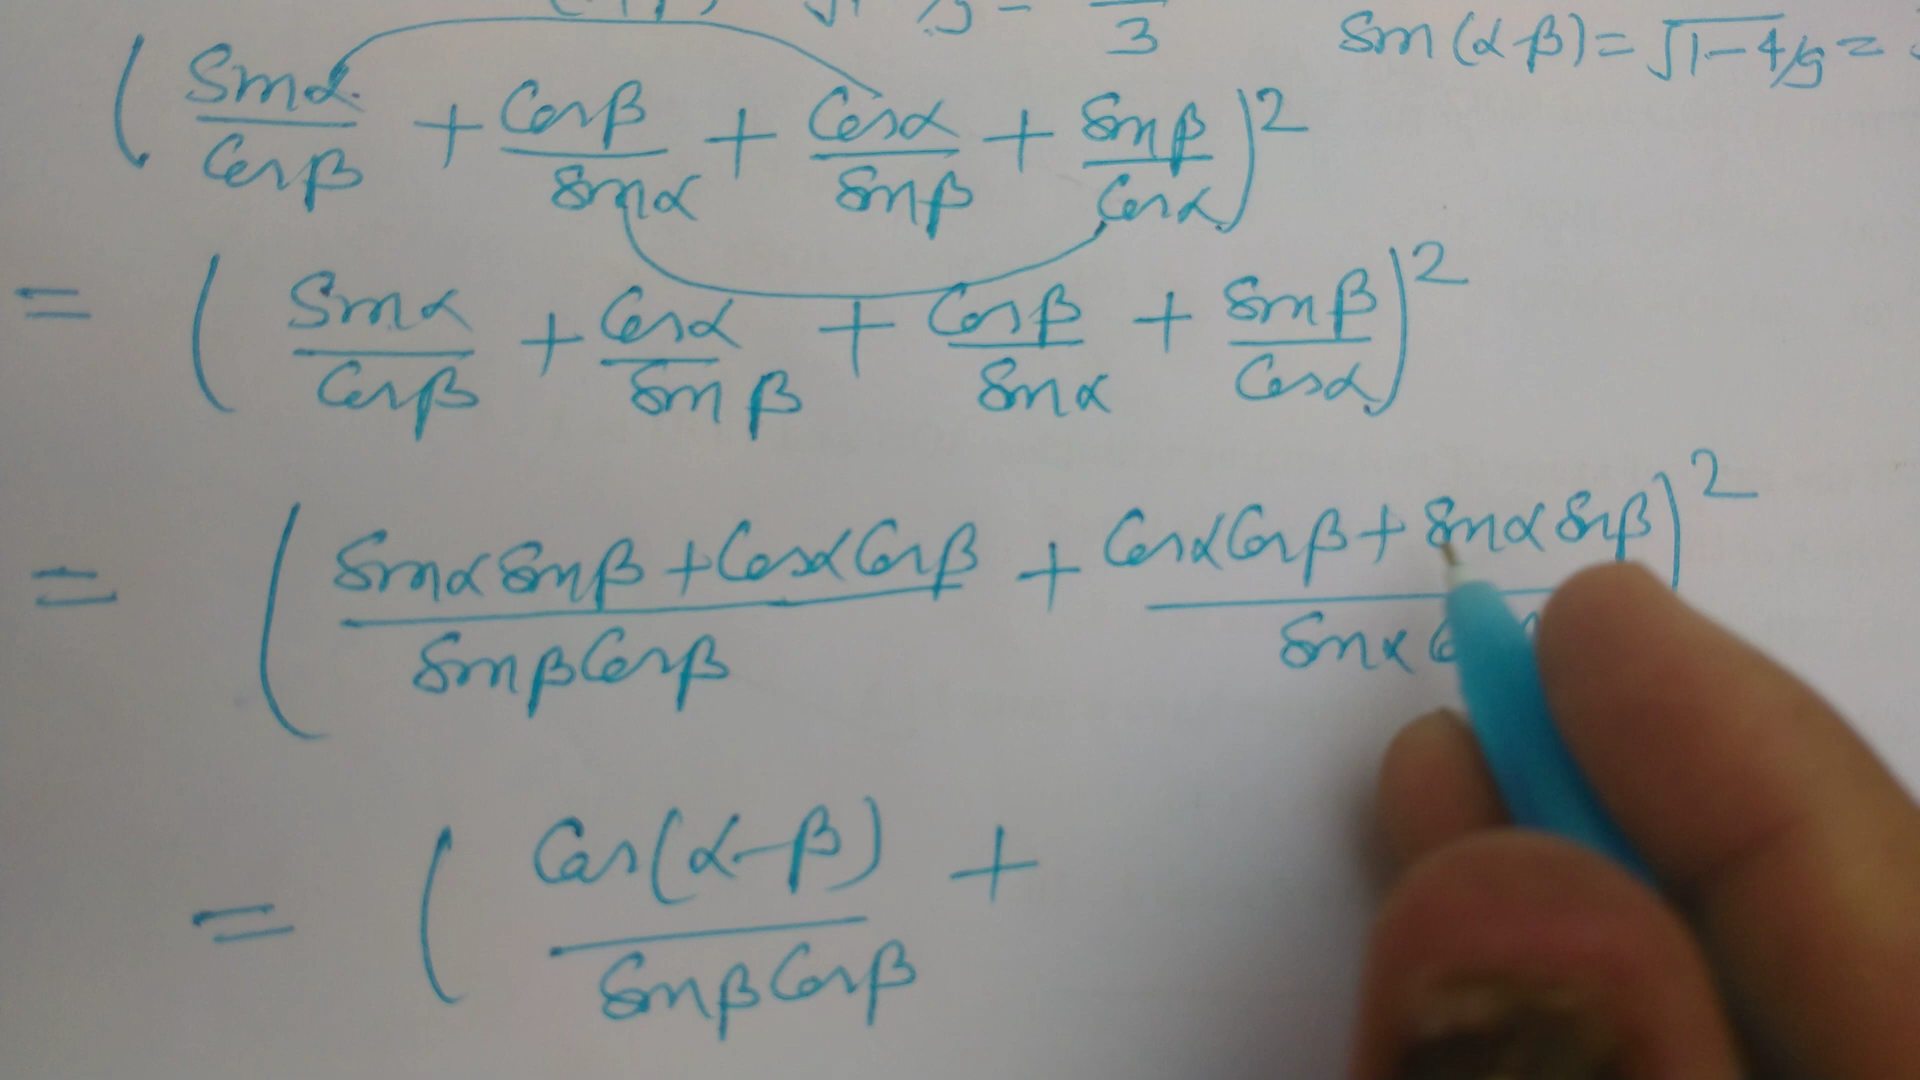 3 Sin(α-β)=√1-4/9=
(Sinα/Cosβ + Cosβ/Sinα + Cosα/Sinβ + Sinβ/Cosα)²
= (Sinα/Cosβ + Cosα/Sinβ + Cosβ/Sinα + Sinβ/Cosα)²
= (SinαSinβ+CosαCosβ/SinβCosβ + CosαCosβ+SinαSinβ/Sinα)²
= (Cos(α-β)/SinβCosβ +